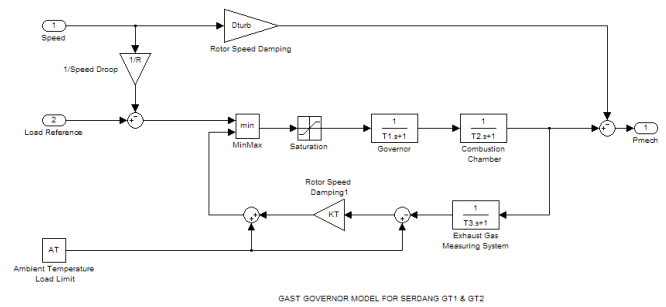 1
Speed
Dturb
Rotor Speed Damping
1/R
1/Speed Droop
2
Load Reference
min
MinMax
Saturation
1
T1.s+1
Governor
1
T2.s+1
Combustion
Chamber
1
Pmech
Rotor Speed
Damping1
KT
1
T3.s+1
Exhaust Gas
Measuring System
AT
Ambient Temperature
Load Limit
GAST GOVERNOR MODEL FOR SERDANG GT1 & GT2